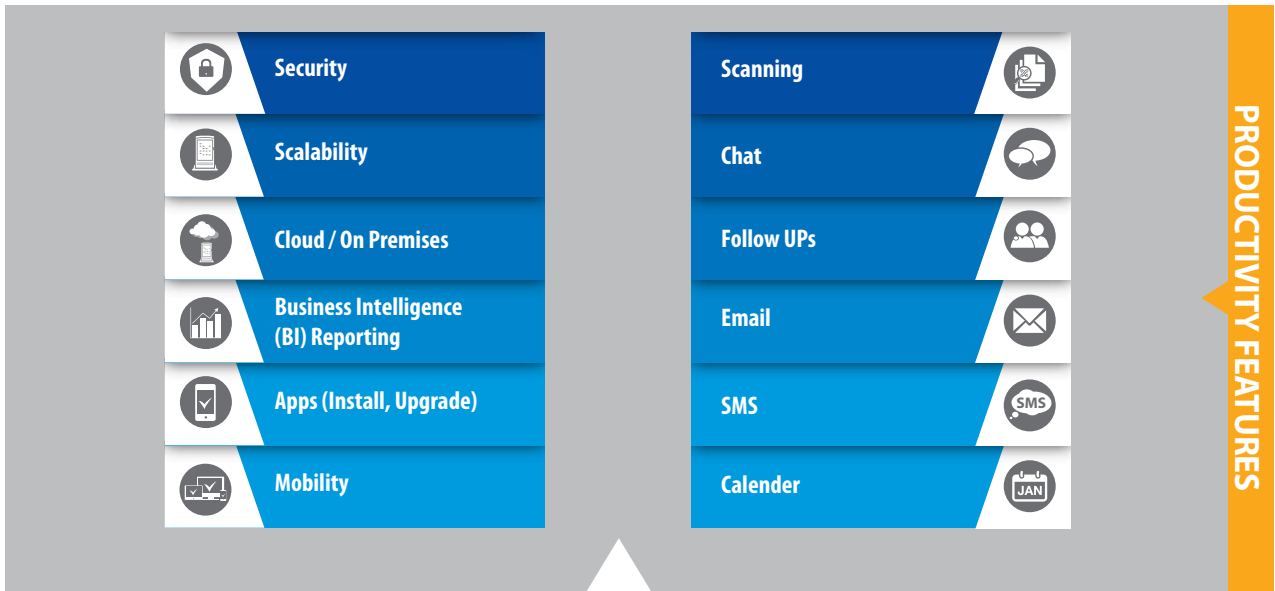 Security
Scalability
Cloud / On Premises
Business Intelligence
(BI) Reporting
Apps (Install, Upgrade)
Mobility
Scanning
Chat
Follow UPs
Email
SMS
SMS
Calender
JAN
PRODUCTIVITY FEATURES